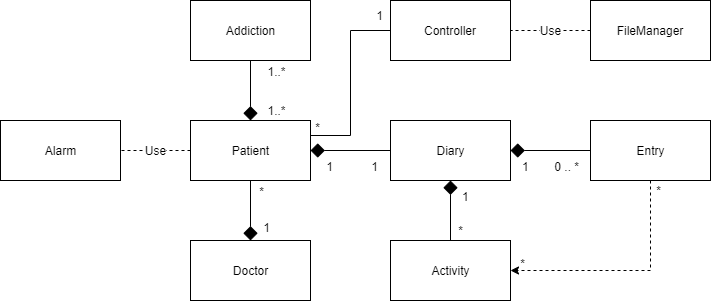 Addiction
1
Controller
Use
FileManager
1..*
1..*
*
Alarm
Use
Patient
1
1
Diary
1
0 .. *
Entry
*
1
*
1
*
*
Doctor
Activity